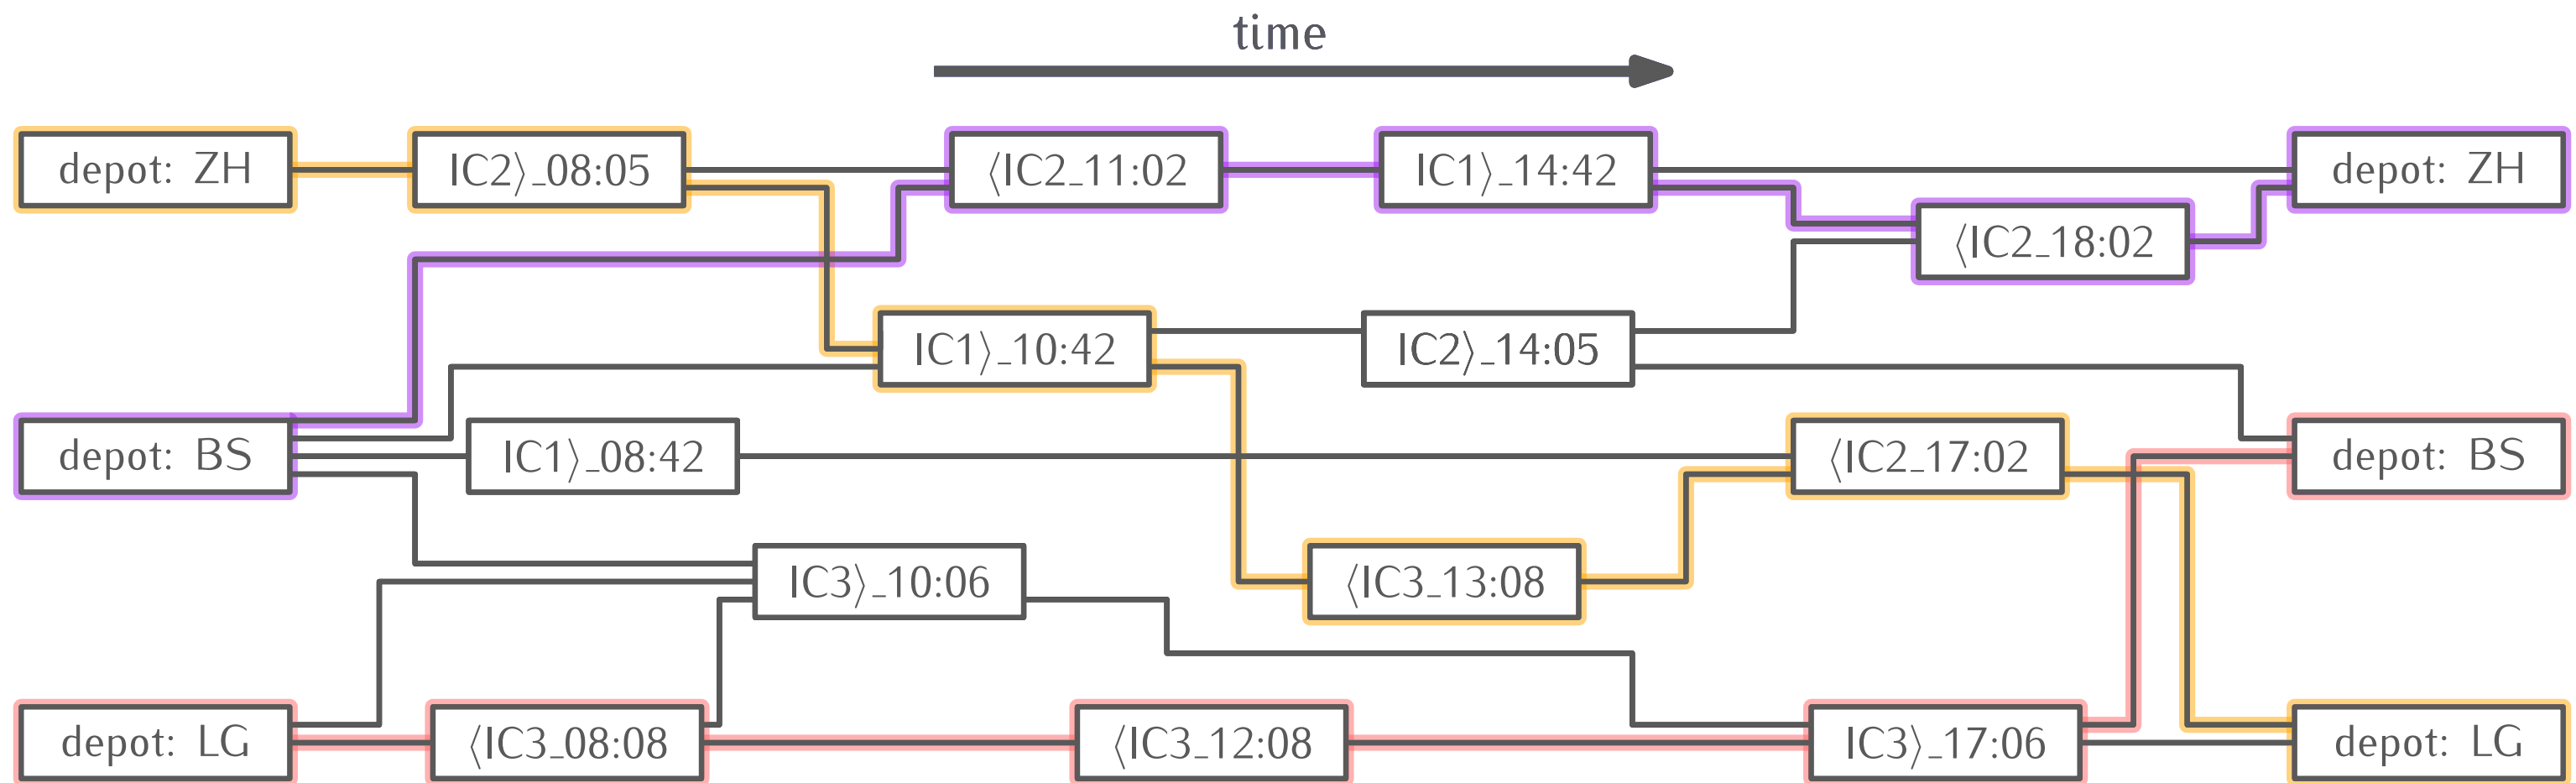 time
depot: ZH
IC2⟩_08:05
⟨IC2_11:02
IC1⟩_14:42
depot: ZH
⟨IC2_18:02
IC1⟩_10:42
IC2⟩_14:05
depot: BS
IC1⟩_08:42
⟨IC2_17:02
depot: BS
IC3⟩_10:06
⟨IC3_13:08
depot: LG
⟨IC3_08:08
⟨IC3_12:08
IC3⟩_17:06
depot: LG